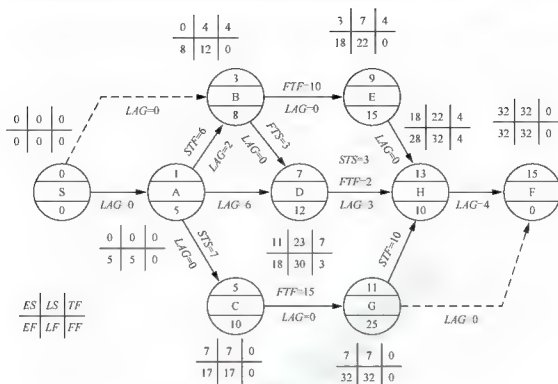 0 4 4
8 12 0
3 7 4
18 22 0
3
B
8
FTF=10
LAG=0
9
E
15
LAG=0
0 0 0
0 0 0
STF=6
LAG=2
FTS=3
LAG=0
LAG=0
18 22 4
28 32 4
32 32 0
32 32 0
0
S
0
LAG=0
1
A
5
LAG=6
7
D
12
STS=3
FTF=2
LAG=3
13
H
10
LAG=4
15
F
0
0 0 0
5 5 0
STS=7
LAG=0
11 23 7
18 30 3
STF=10
ES LS TF
EF LF FF
5
C
10
FTF=15
LAG=0
11
G
25
LAG=0
7 7 0
17 17 0
7 7 0
32 32 0